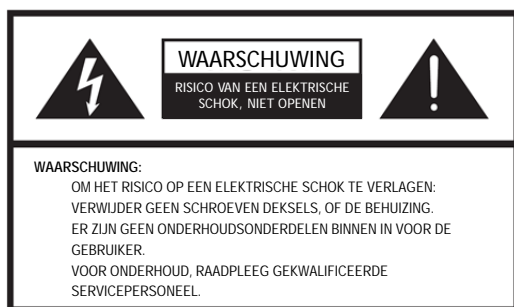 WAARSCHUWING
RISICO VAN EEN ELEKTRISCHE
SCHOK, NIET OPENEN
WAARSCHUWING:
OM HET RISICO OP EEN ELEKTRISCHE SCHOK TE VERLAGEN:
VERWIJDER GEEN SCHROEVEN DEKSELS, OF DE BEHUIZING.
ER ZIJN GEEN ONDERHOUDSONDERDELEN BINNEN IN VOOR DE
GEBRUIKER.
VOOR ONDERHOUD, RAADPLEEG GEKWALIFICEERDE
SERVICEPERSONEEL.